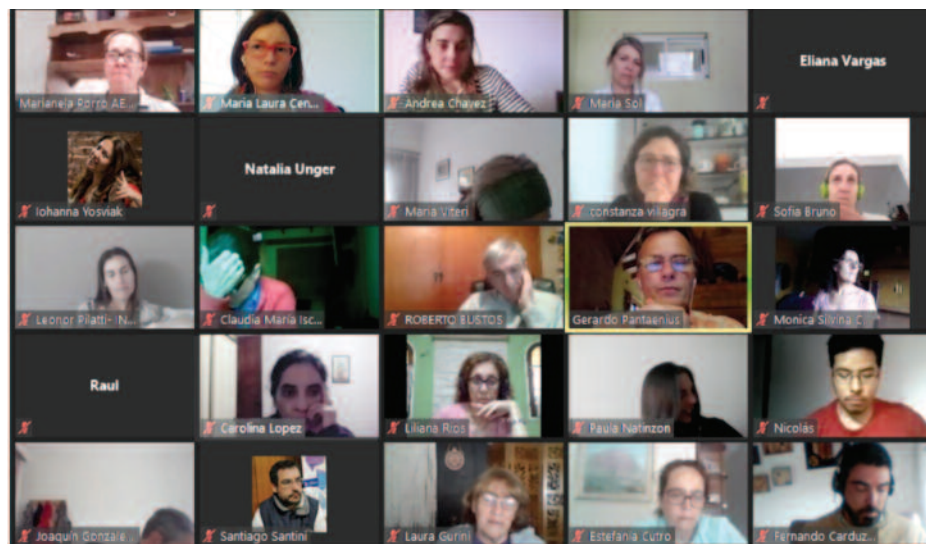 Marianela Porro AE...
Maria Laura Cen...
Andrea Chavez
Maria Sol
Eliana Vargas
Iohanna Yosviak
Natalia Unger
Maria Viteri
constanza villagra
Sofia Bruno
Leonor Pilatti- IN...
Claudia Maria Isc...
ROBERTO BUSTOS
Gerardo Pantaenius
Monica Silvina C
Raul
Carolina Lopez
Liliana Rios
Paula Natinzon
Nicolás
Joaquin Gonzale...
Santiago Santini
Laura Gurini
Estefania Cutro
Fernando Carduz...